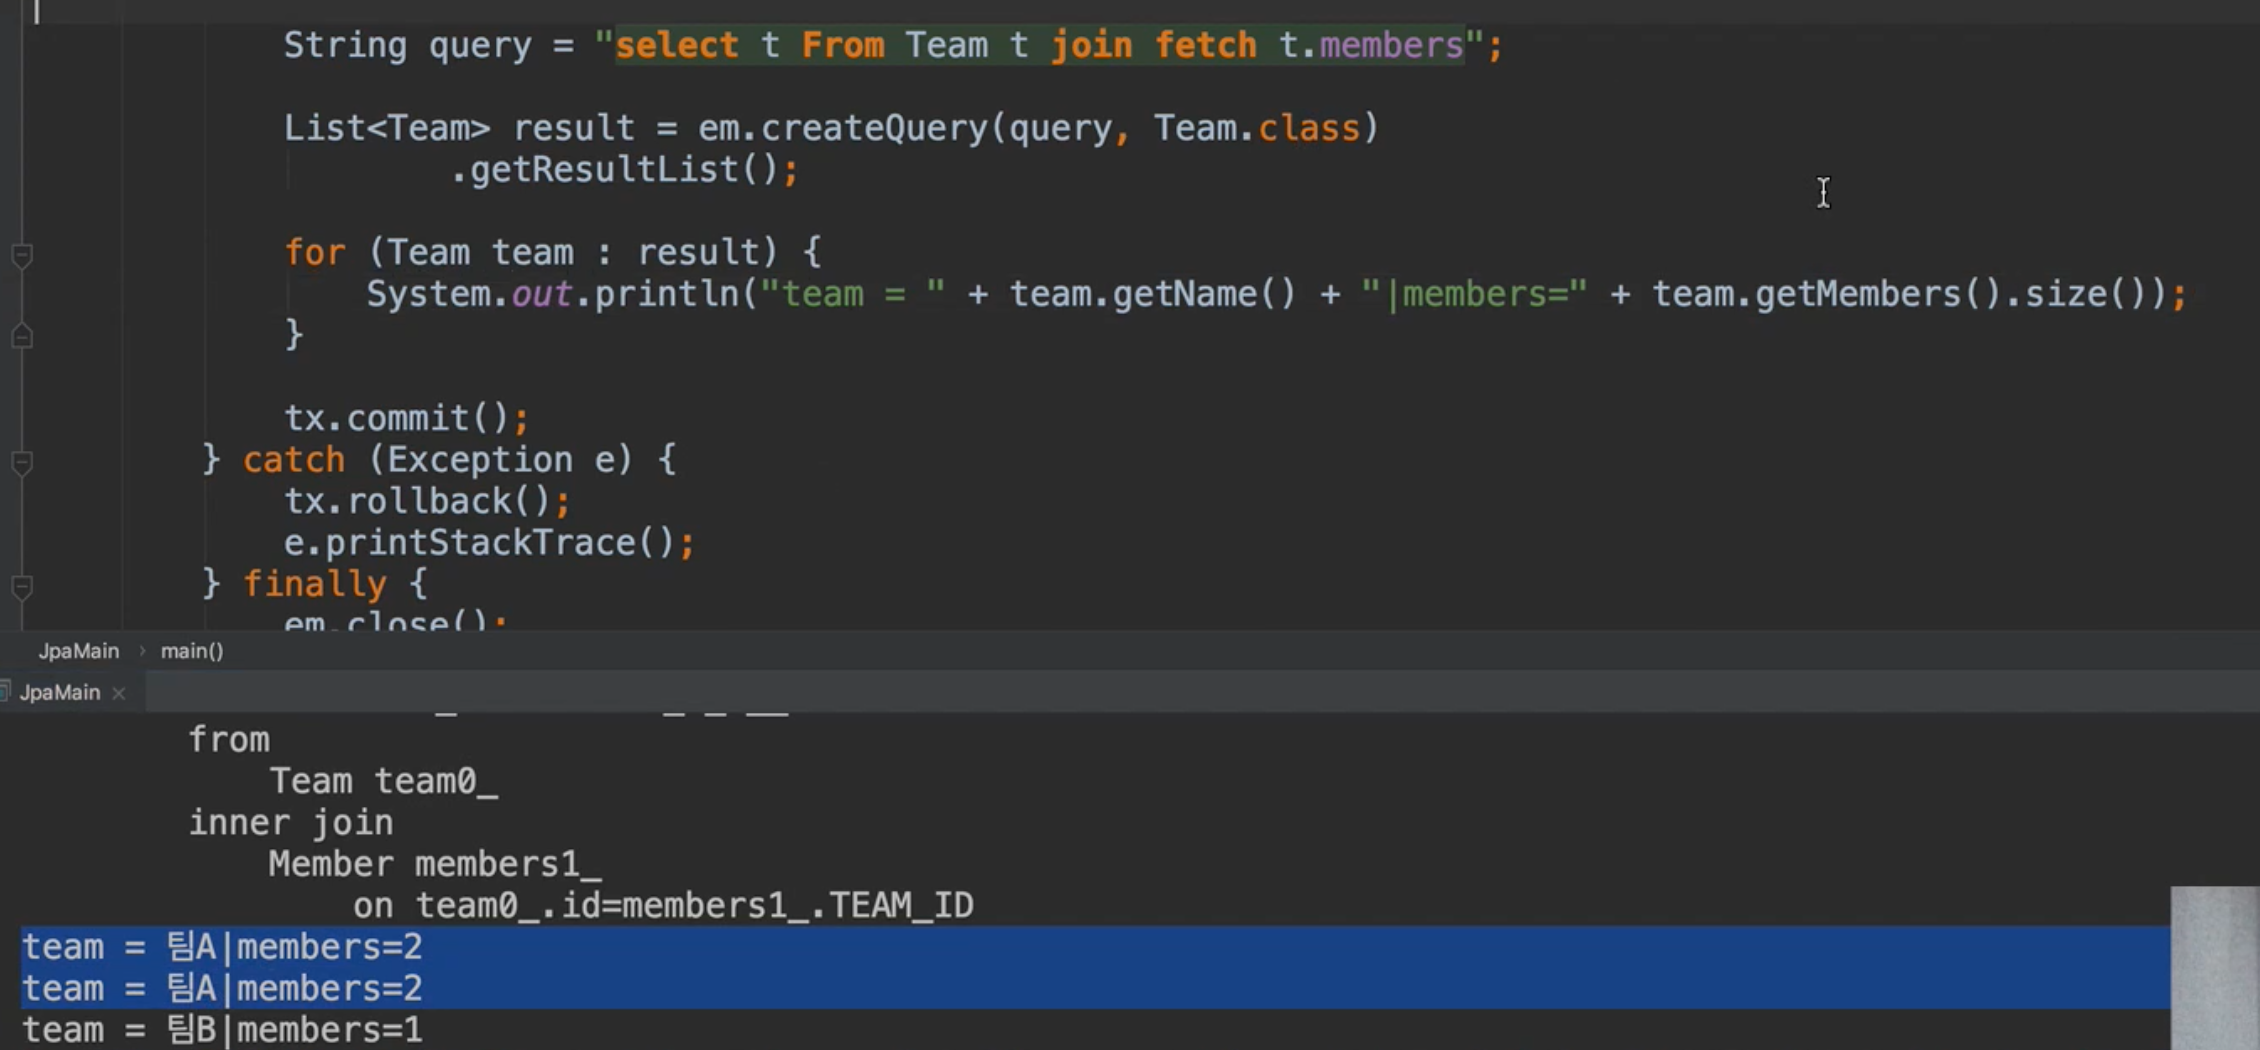 String query = "select t From Team t join fetch t.members";
List<Team> result = em.createQuery(query, Team.class)
.getResultList();
for (Team team : result) {
System.out.println("team = " + team.getName() + "|members=" + team.getMembers().size());
}
tx.commit();
} catch (Exception e) {
tx.rollback();
e.printStackTrace();
} finally {
em.close();
JpaMain › main()
JpaMain ×
from
Team team0_
inner join
Member members1_
on team0_.id=members1_.TEAM_ID
team = 팀A|members=2
team = 팀A|members=2
team = 팀B|members=1